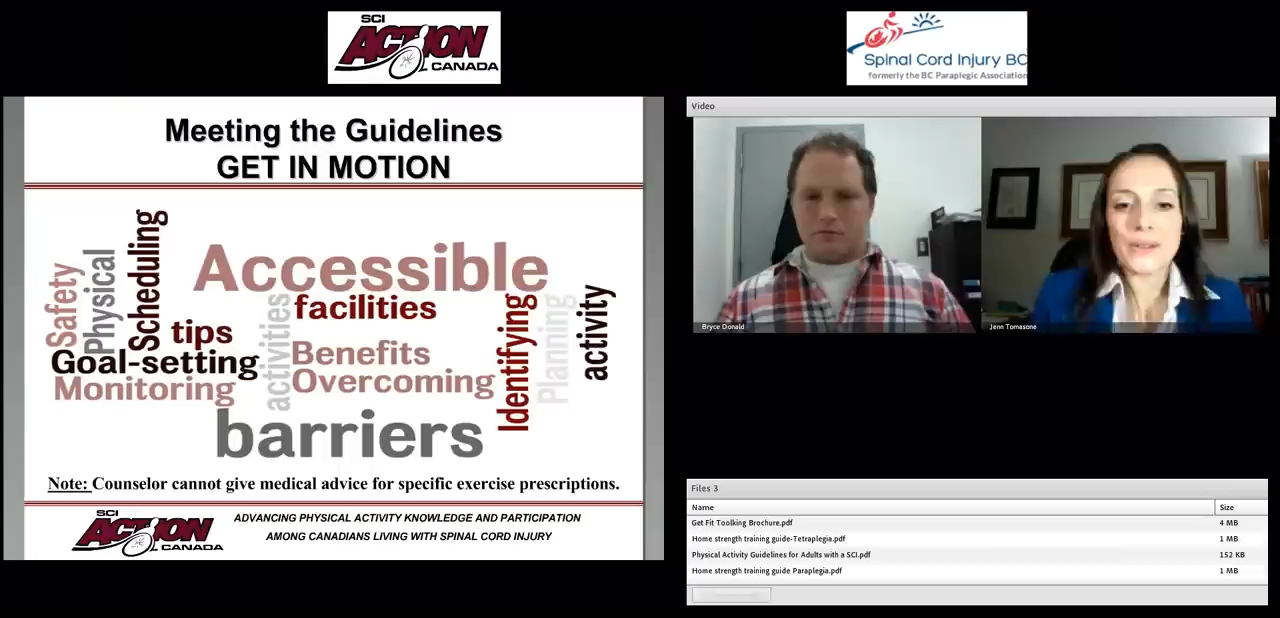 SCI
ACTION
CANADA
Spinal Cord Injury BC
formerly the BC Paraplegic Association
Meeting the Guidelines
GET IN MOTION
Safety
Physical
Scheduling
Accessible
tips
activities
facilities
Identifying
Planning
activity
Goal-setting
Benefits
Monitoring
Overcoming
barriers
Note: Counselor cannot give medical advice for specific exercise prescriptions.
SCI
ACTION
CANADA
ADVANCING PHYSICAL ACTIVITY KNOWLEDGE AND PARTICIPATION
AMONG CANADIANS LIVING WITH SPINAL CORD INJURY
Video
Bryce Donald
Jenn Tomasone
Files 3
Name Size
Get Fit Toolking Brochure.pdf 4 MB
Home strength training guide-Tetraplegia.pdf 1 MB
Physical Activity Guidelines for Adults with a SCI.pdf 152 KB
Home strength training guide Paraplegia.pdf 1 MB